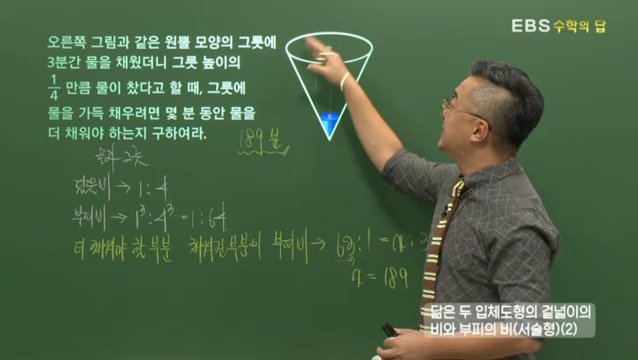 EBS 수학의 답
오른쪽 그림과 같은 원뿔 모양의 그릇에
3분간 물을 채웠더니 그릇 높이의
1/4 만큼 물이 찼다고 할 때, 그릇에
물을 가득 채우려면 몇 분 동안 물을
더 채워야 하는지 구하여라.
189분
닮음비 → 1:4
부피비 → 1³:4³ = 1:64
더 채워야 할 부분 채워진 부분의 부피비 → 63:1 = x:3
x = 189
닮은 두 입체도형의 겉넓이의
비와 부피의 비(서술형)(2)